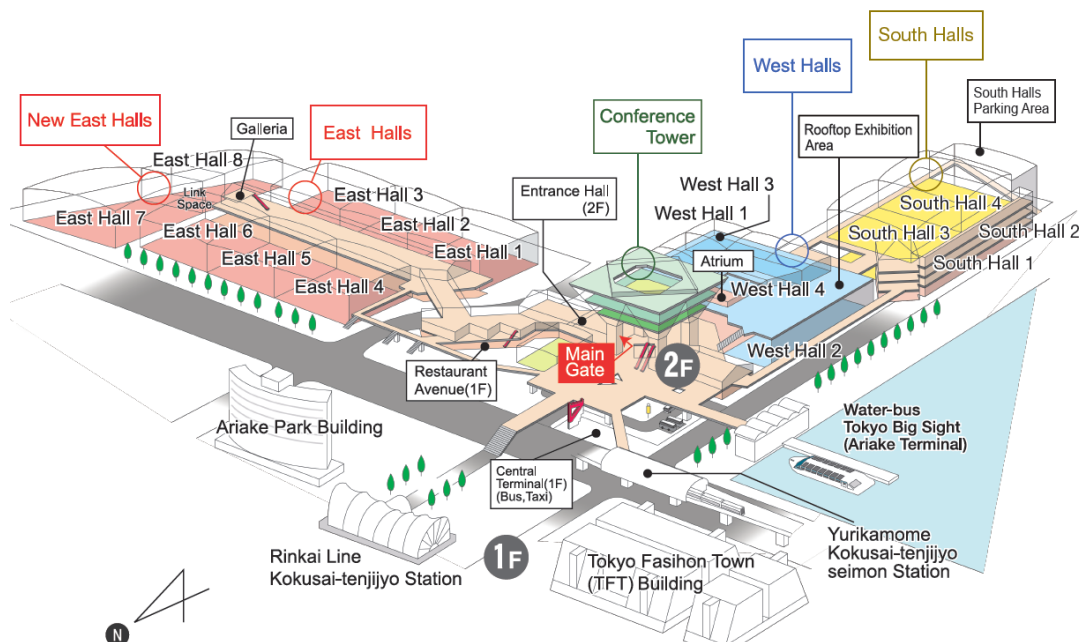 South Halls
West Halls
South Halls
Parking Area
New East Halls
East Halls
Conference
Tower
Rooftop Exhibition
Area
Galleria
East Hall 8
Link
Space
East Hall 3
Entrance Hall
(2F)
West Hall 3
West Hall 1
South Hall 4
East Hall 7
East Hall 6
East Hall 2
South Hall 3
South Hall 2
East Hall 5
East Hall 1
Atrium
South Hall 1
East Hall 4
West Hall 4
Main
Gate
2F
West Hall 2
Restaurant
Avenue(1F)
Ariake Park Building
Water-bus
Tokyo Big Sight
(Ariake Terminal)
Central
Terminal(1F)
(Bus,Taxi)
Rinkai Line
Kokusai-tenjijyo Station
1F
Tokyo Fasihon Town
(TFT) Building
Yurikamome
Kokusai-tenjijyo
seimon Station
N